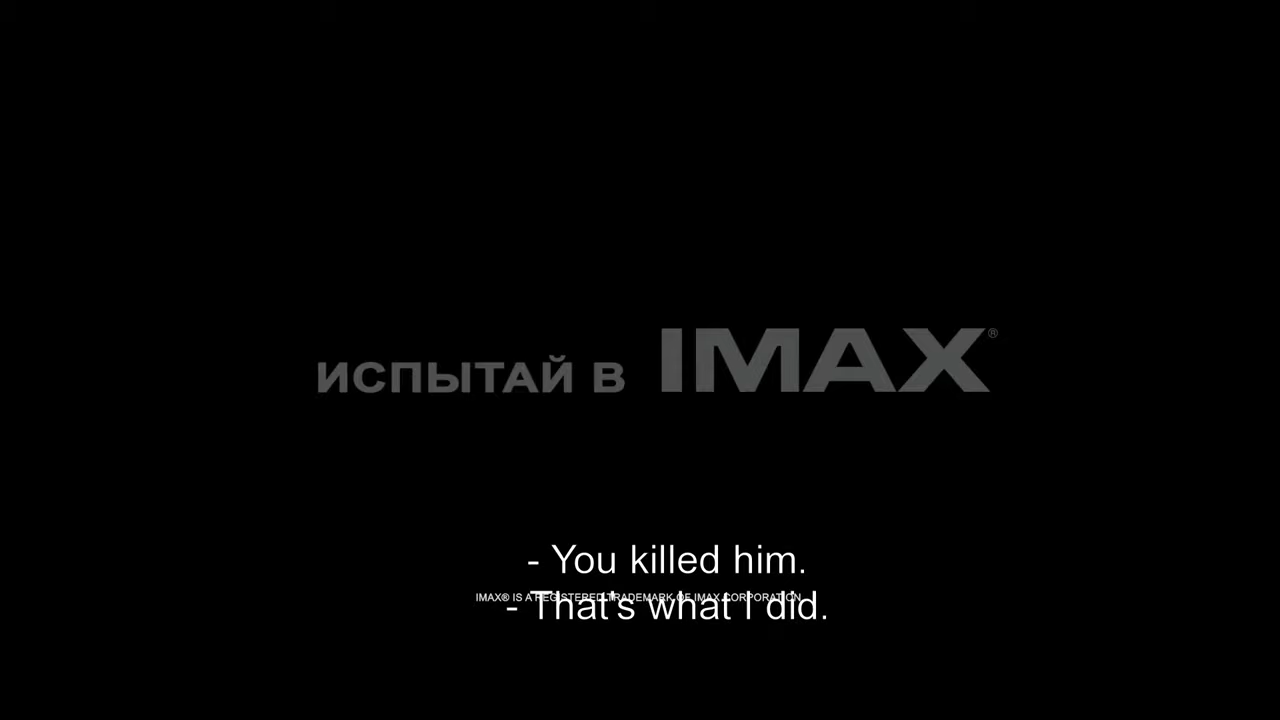 ИСПЫТАЙ В IMAX®
- You killed him.
IMAX® IS A REGISTERED TRADEMARK OF IMAX CORPORATION
- That's what I did.